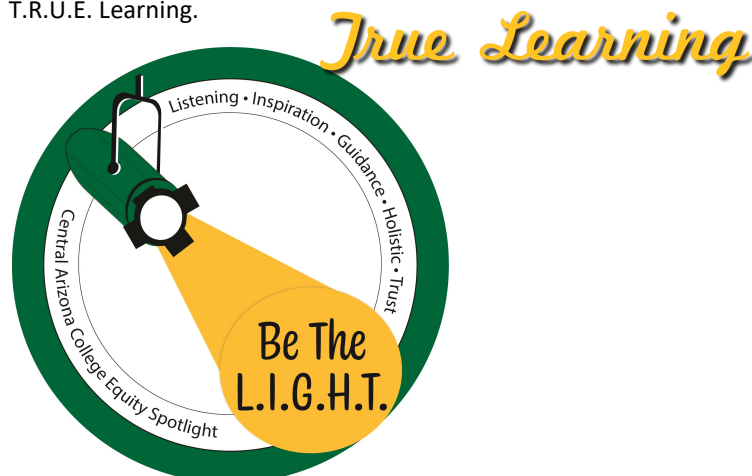 T.R.U.E. Learning.
True Learning
Listening • Inspiration • Guidance • Holistic • Trust
Central Arizona College Equity Spotlight
Be The
L.I.G.H.T.